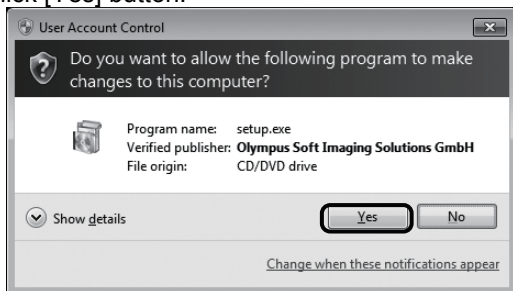 [Yes] button.
User Account Control
Do you want to allow the following program to make
changes to this computer?
Program name: setup.exe
Verified publisher: Olympus Soft Imaging Solutions GmbH
File origin: CD/DVD drive
Show details
Yes
No
Change when these notifications appear